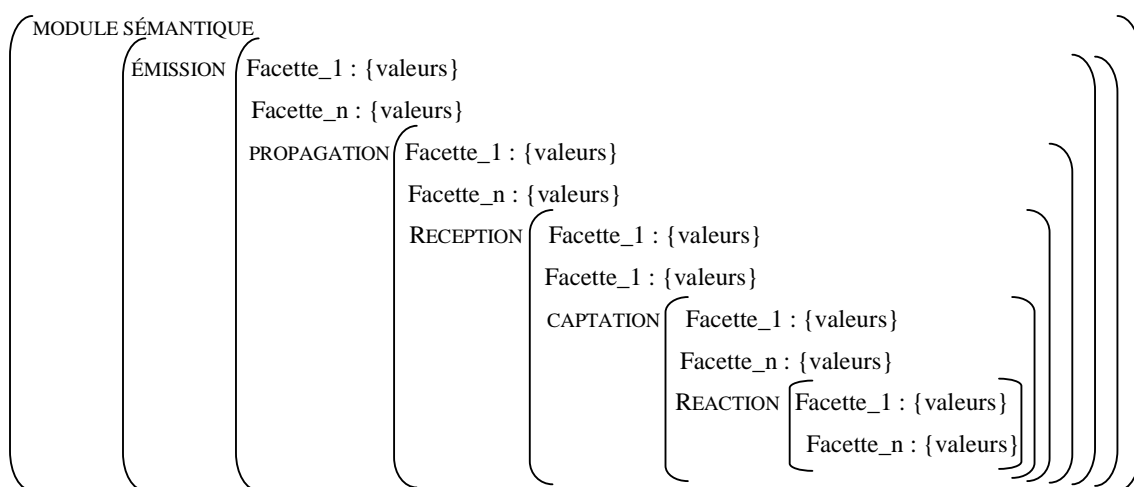 MODULE SÉMANTIQUE
ÉMISSION Facette_1 : {valeurs}
Facette_n : {valeurs}
PROPAGATION Facette_1 : {valeurs}
Facette_n : {valeurs}
RECEPTION Facette_1 : {valeurs}
Facette_1 : {valeurs}
CAPTATION Facette_1 : {valeurs}
Facette_n : {valeurs}
REACTION Facette_1 : {valeurs}
Facette_n : {valeurs}